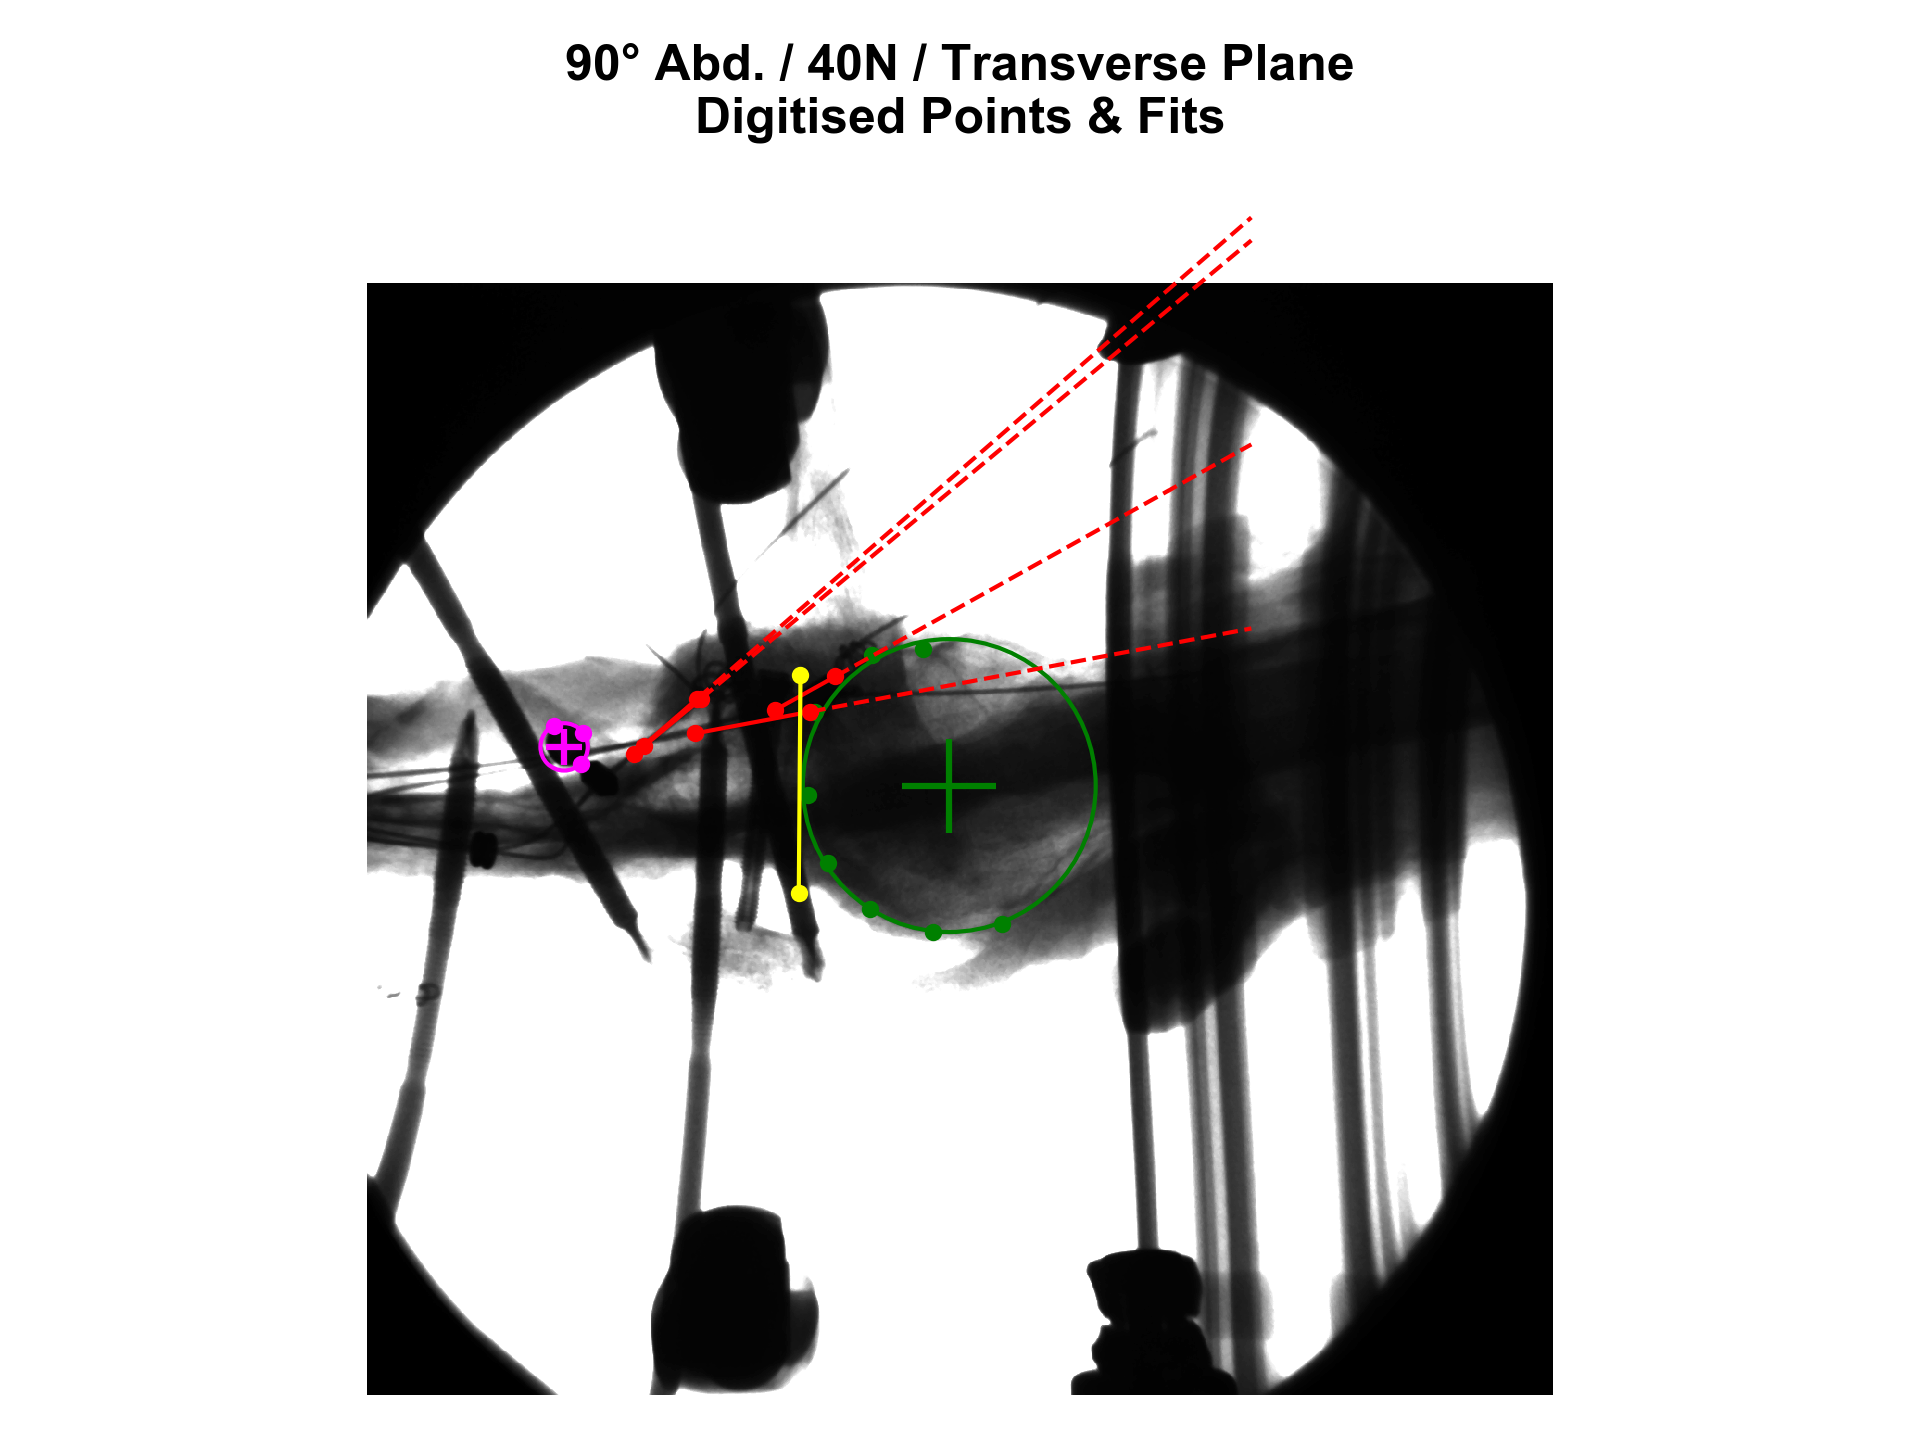 90° Abd. / 40N / Transverse Plane
Digitised Points & Fits